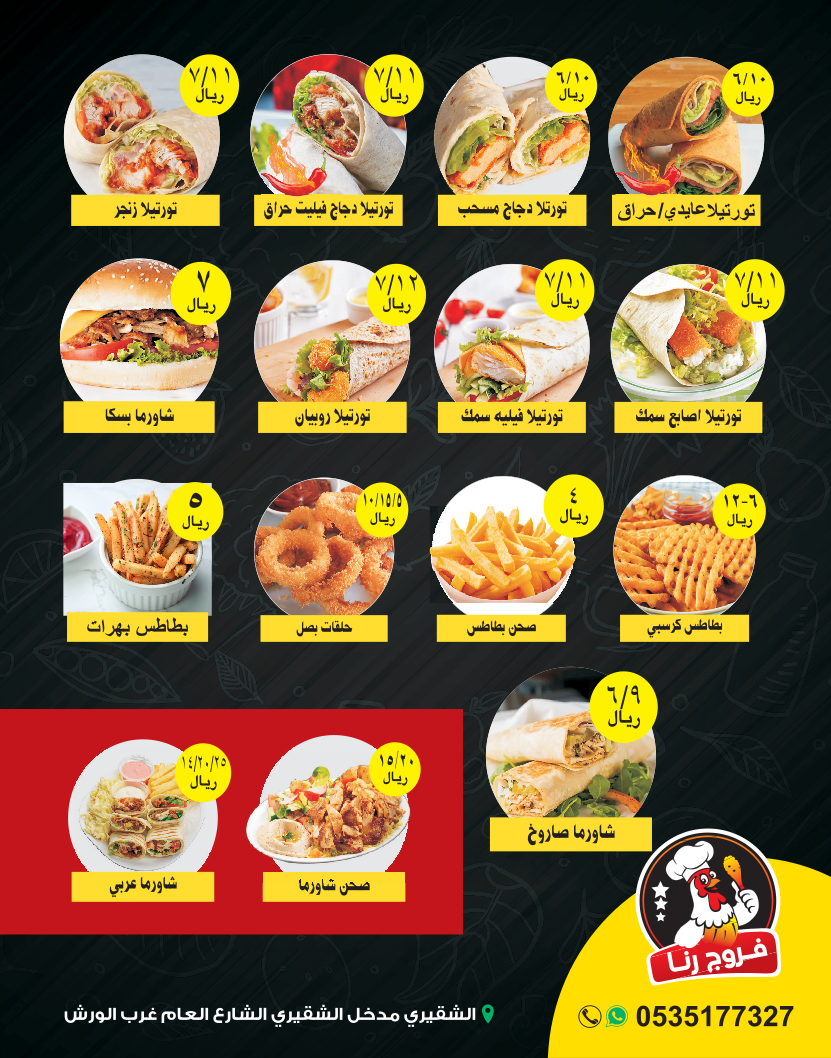 ٦/١٠
ريال
تورتيلا عايدي/حراق
٦/١٠
ريال
تورتلا دجاج مسحب
٧/١١
ريال
تورتيلا دجاج فيليت حراق
٧/١١
ريال
تورتيلا زنجر
٧/١١
ريال
تورتيلا اصابع سمك
٧/١١
ريال
تورتيلا فيليه سمك
٧/١٢
ريال
تورتيلا روبيان
٧
ريال
شاورما بسكا
١٢-٦
ريال
بطاطس كرسبي
٤
ريال
صحن بطاطس
١٠/١٥/٥
ريال
حلقات بصل
٥
ريال
بطاطس بهرات
٦/٩
ريال
شاورما صاروخ
١٥/٢٠
ريال
صحن شاورما
١٤/٢٠/٢٥
ريال
شاورما عربي
فروج رنا
0535177327
الشقيري مدخل الشقيري الشارع العام غرب الورش